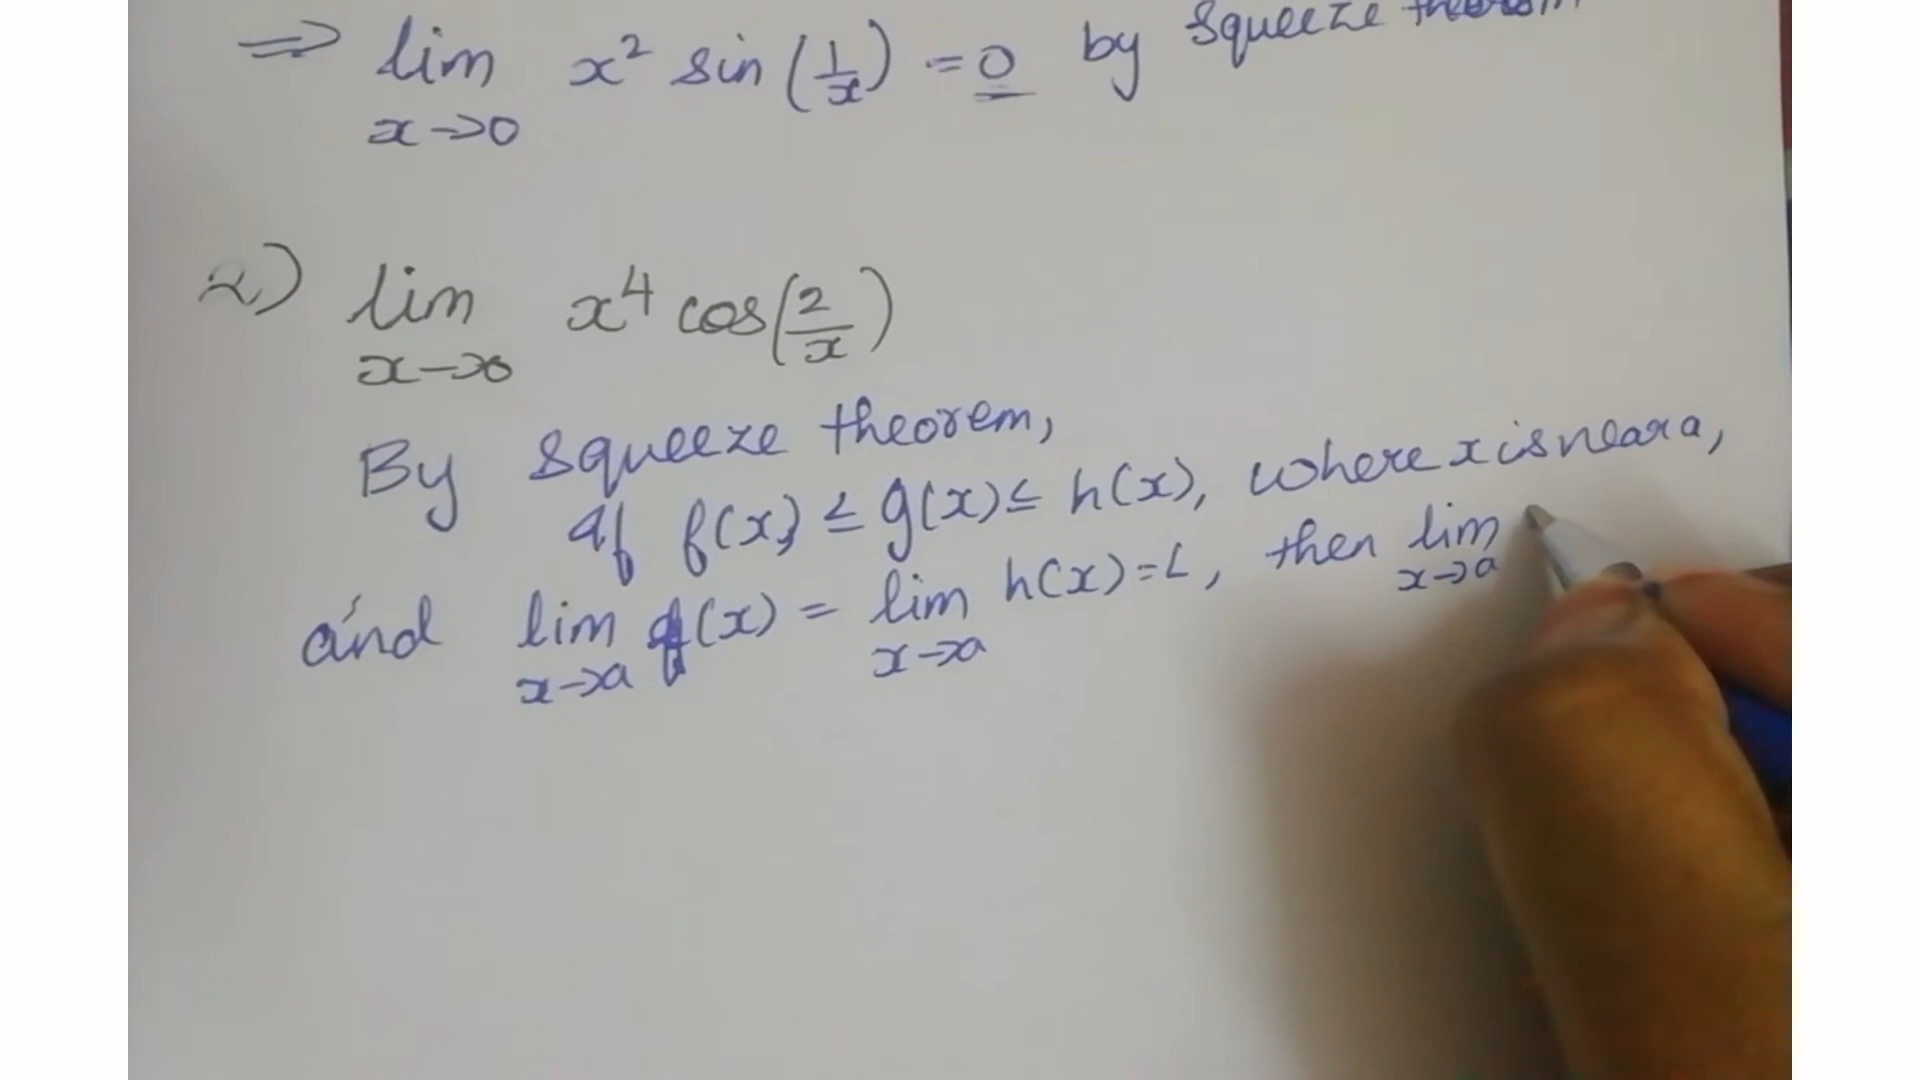 ⇒ lim x→0 x² sin(1/x) = 0 by squeeze theorem
2) lim x→0 x⁴ cos(2/x)
By squeeze theorem,
If f(x) ≤ g(x) ≤ h(x), where x is near a,
and lim x→a f(x) = lim x→a h(x) = L, then lim x→a